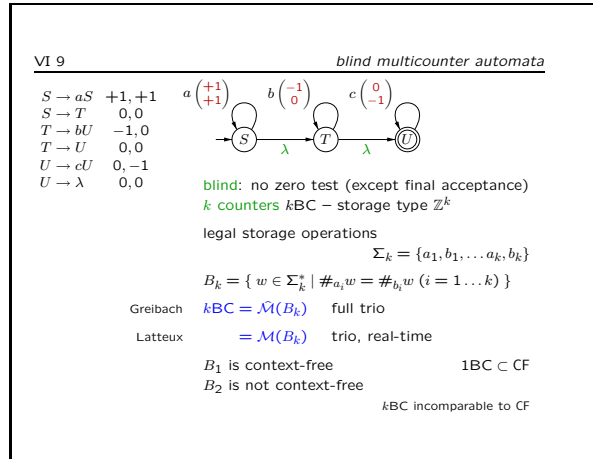 VI 9 blind multicounter automata
S → aS +1, +1
S → T 0, 0
T → bU −1, 0
T → U 0, 0
U → cU 0, −1
U → λ 0, 0
a (+1 +1) b (−1 0) c (0 −1)
S T U
λ λ
blind: no zero test (except final acceptance)
k counters kBC – storage type ℤ^k
legal storage operations
Σ_k = {a_1, b_1, . . . a_k, b_k}
B_k = { w ∈ Σ_k^* | #_{a_i} w = #_{b_i} w (i = 1 . . . k) }
Greibach kBC = M̂(B_k) full trio
Latteux = M(B_k) trio, real-time
B_1 is context-free 1BC ⊂ CF
B_2 is not context-free
kBC incomparable to CF